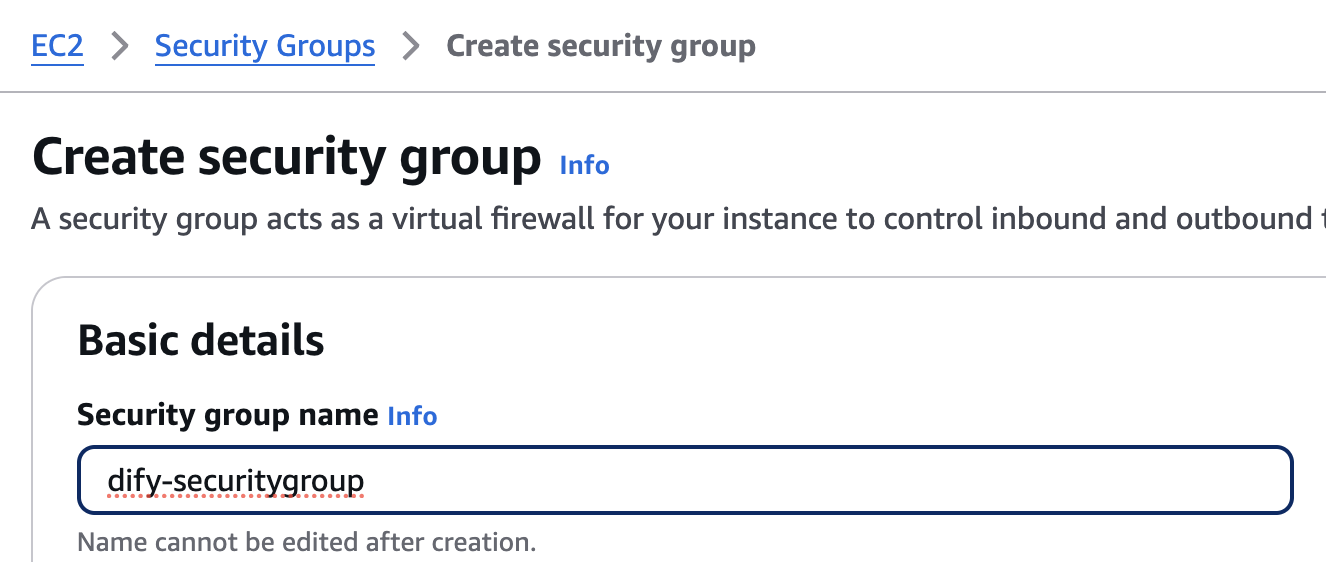 EC2 > Security Groups > Create security group
Create security group Info
A security group acts as a virtual firewall for your instance to control inbound and outbound
Basic details
Security group name Info
dify-securitygroup
Name cannot be edited after creation.